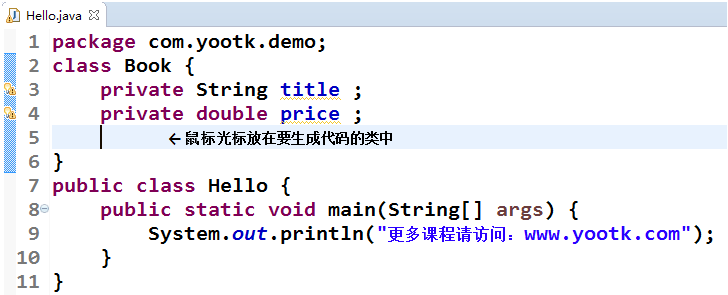 Hello.java
1 package com.yootk.demo;
2 class Book {
3 private String title ;
4 private double price ;
5 ←鼠标光标放在要生成代码的类中
6 }
7 public class Hello {
8 public static void main(String[] args) {
9 System.out.println("更多课程请访问：www.yootk.com");
10 }
11 }